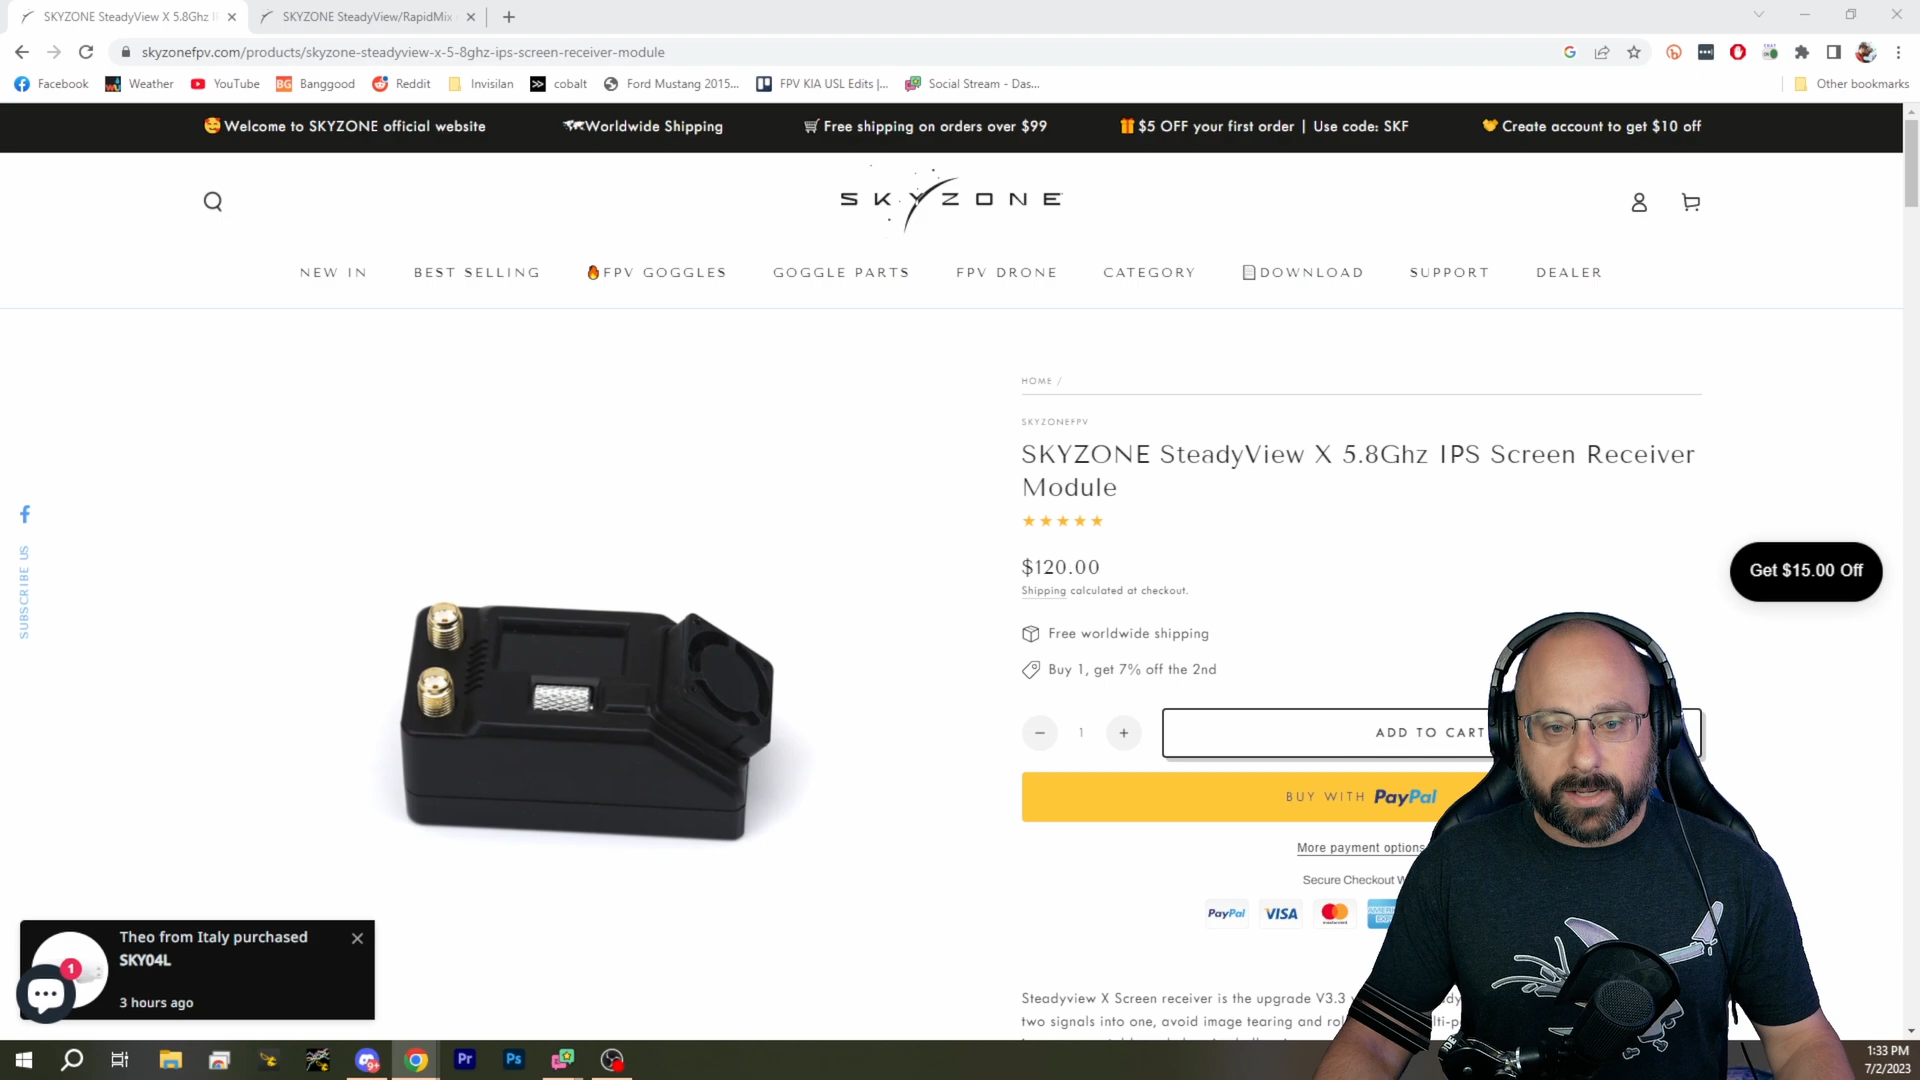 SKYZONE SteadyView X 5.8Ghz I
SKYZONE SteadyView/RapidMix
skyzonefpv.com/products/skyzone-steadyview-x-5-8ghz-ips-screen-receiver-module
Facebook
Weather
YouTube
Banggood
Reddit
Invisilan
cobalt
Ford Mustang 2015...
FPV KIA USL Edits |...
Social Stream - Das...
Other bookmarks
Welcome to SKYZONE official website
Worldwide Shipping
Free shipping on orders over $99
$5 OFF your first order | Use code: SKF
Create account to get $10 off
SKYZONE
NEW IN
BEST SELLING
FPV GOGGLES
GOGGLE PARTS
FPV DRONE
CATEGORY
DOWNLOAD
SUPPORT
DEALER
HOME /
SKYZONEFPV
SKYZONE SteadyView X 5.8Ghz IPS Screen Receiver
Module
$120.00
Shipping calculated at checkout.
Free worldwide shipping
Buy 1, get 7% off the 2nd
1
ADD TO CART
BUY WITH PayPal
More payment options
Secure Checkout W
PayPal
VISA
mastercard
Steadyview X Screen receiver is the upgrade V3.3
two signals into one, avoid image tearing and
SUBSCRIBE US
Get $15.00 Off
Theo from Italy purchased
SKY04L
3 hours ago
1
Pr
Ps
1:33 PM
7/2/2023